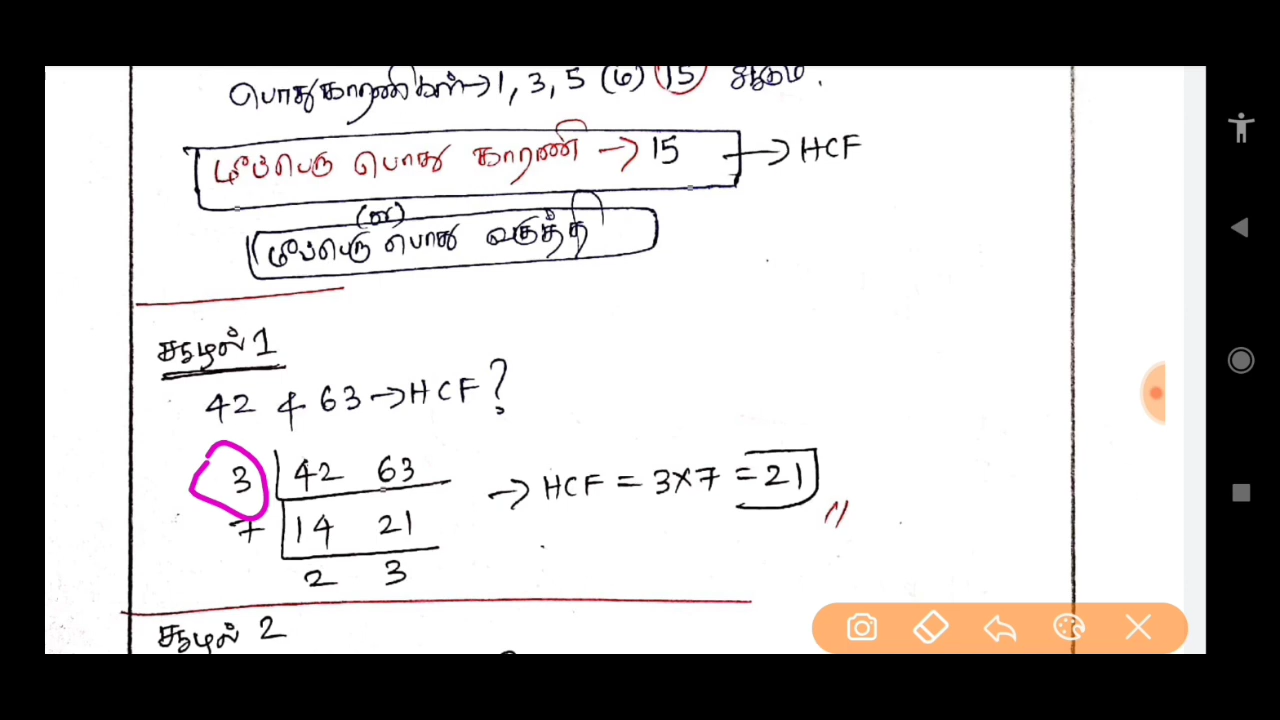 பொதுகாரணிகள் → 1, 3, 5 (ம) 15 ஆகும்.
மீப்பெரு பொது காரணி → 15 → HCF
(or)
மீப்பெரு பொது வகுத்தி
சூழல் 1
42 & 63 → HCF ?
3 42 63 → HCF = 3×7 = 21 //
7 14 21
2 3
சூழல் 2